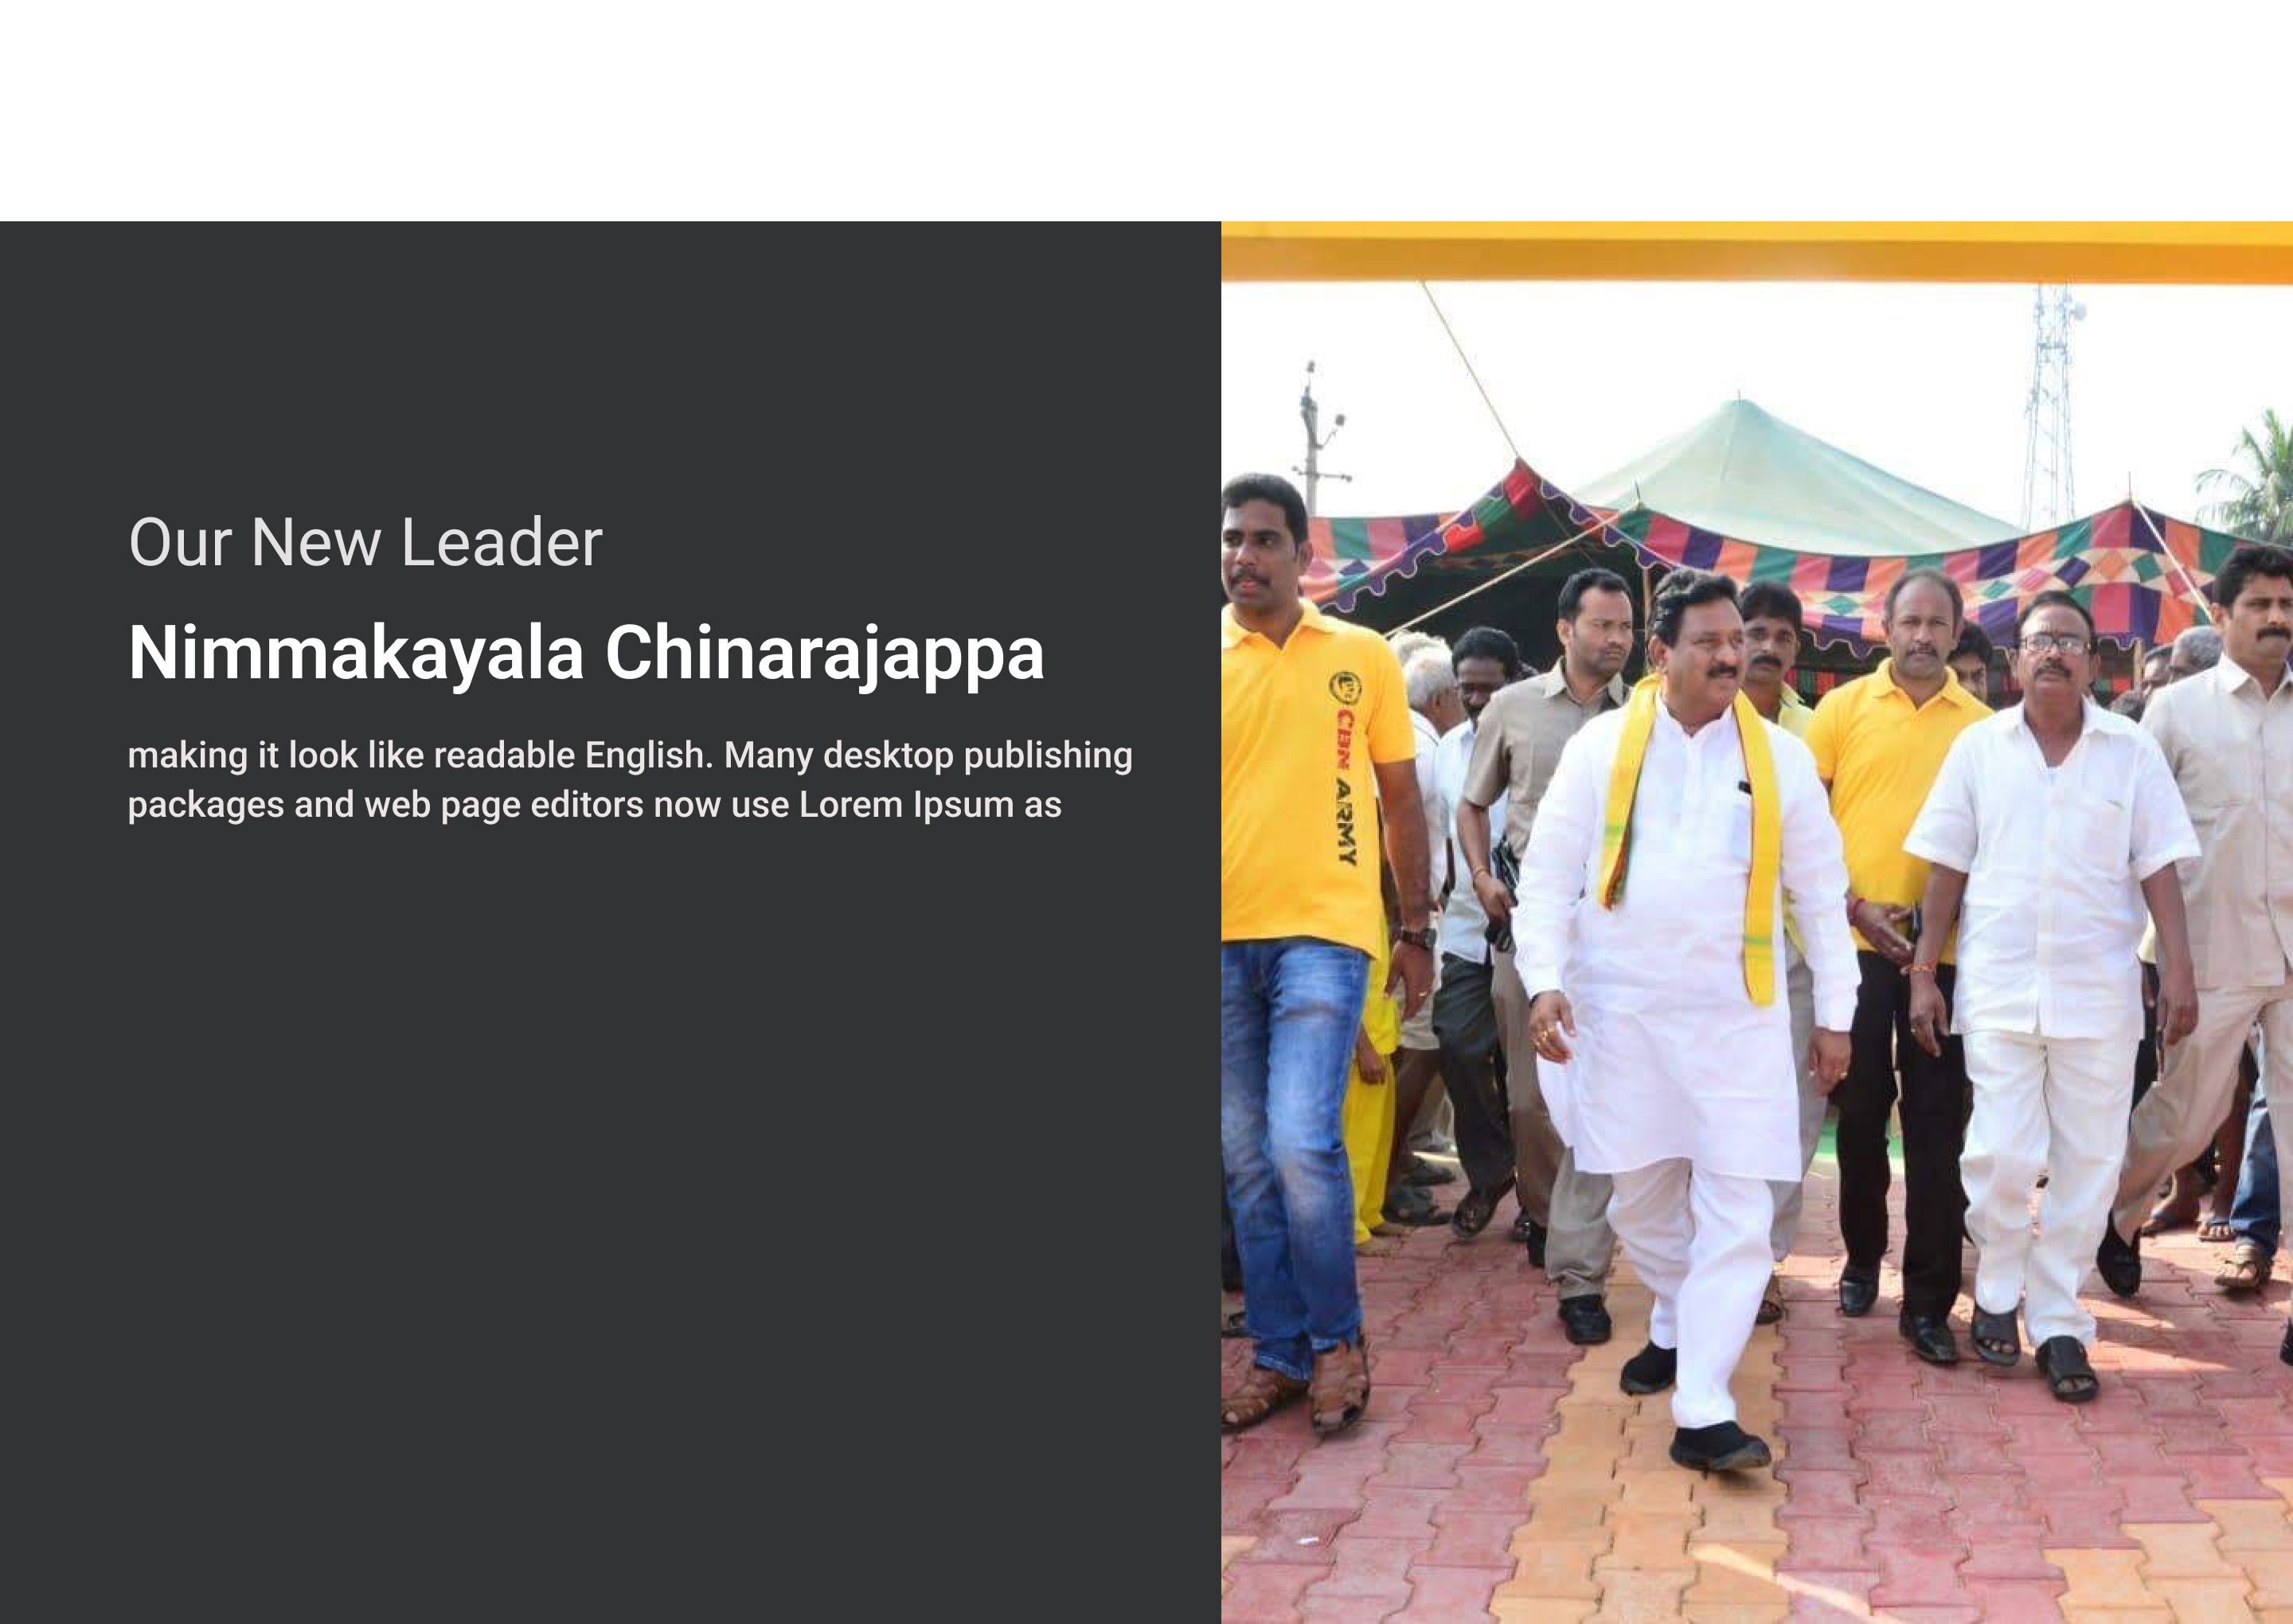 Our New Leader
Nimmakayala Chinarajappa
making it look like readable English. Many desktop publishing
packages and web page editors now use Lorem Ipsum as
CBN ARMY